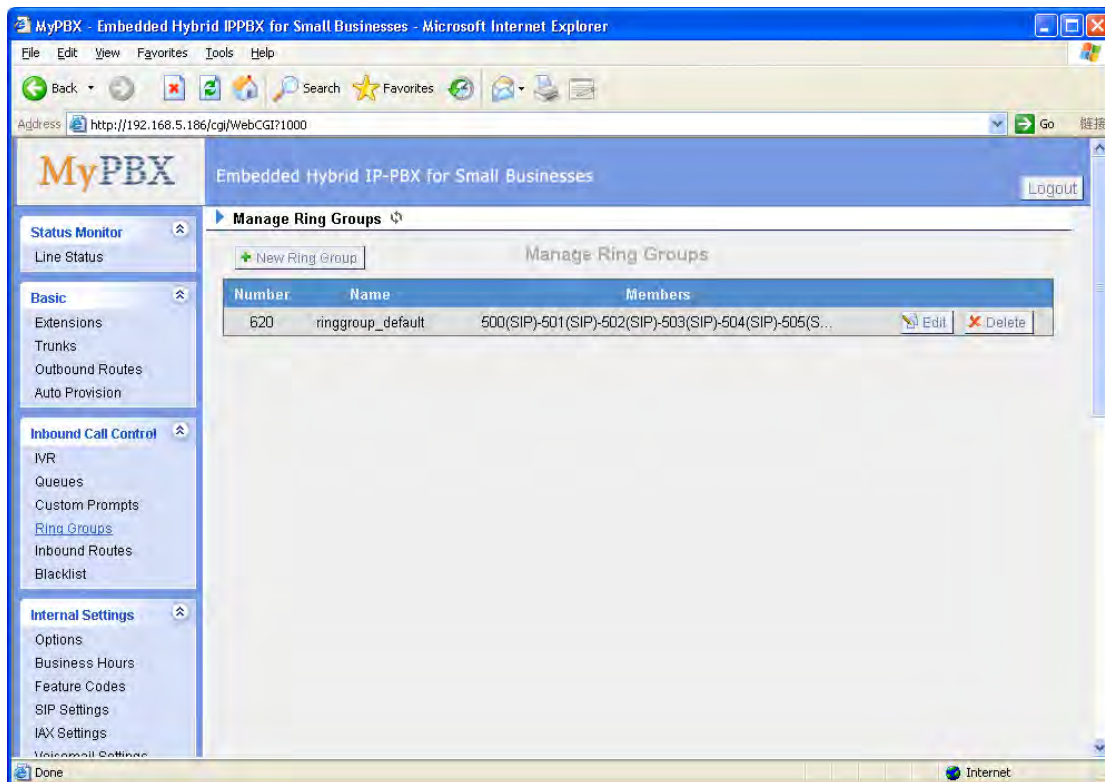 MyPBX - Embedded Hybrid IPPBX for Small Businesses - Microsoft Internet Explorer
File Edit View Favorites Tools Help
Back Search Favorites
Address http://192.168.5.186/cgi/WebCGI?1000 Go 链接
MyPBX Embedded Hybrid IP-PBX for Small Businesses
Logout
Manage Ring Groups
Status Monitor
Line Status
New Ring Group Manage Ring Groups
Basic
Number Name Members
Extensions
620 ringgroup_default 500(SIP)-501(SIP)-502(SIP)-503(SIP)-504(SIP)-505(S... Edit Delete
Trunks
Outbound Routes
Auto Provision
Inbound Call Control
IVR
Queues
Custom Prompts
Ring Groups
Inbound Routes
Blacklist
Internal Settings
Options
Business Hours
Feature Codes
SIP Settings
IAX Settings
Voicemail Settings
Done Internet